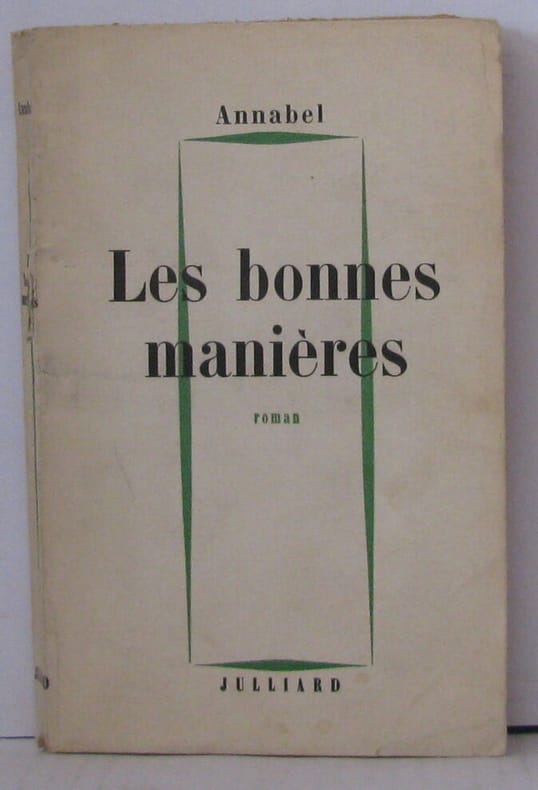 Annabel
Les bonnes
manières
roman
JULLIARD